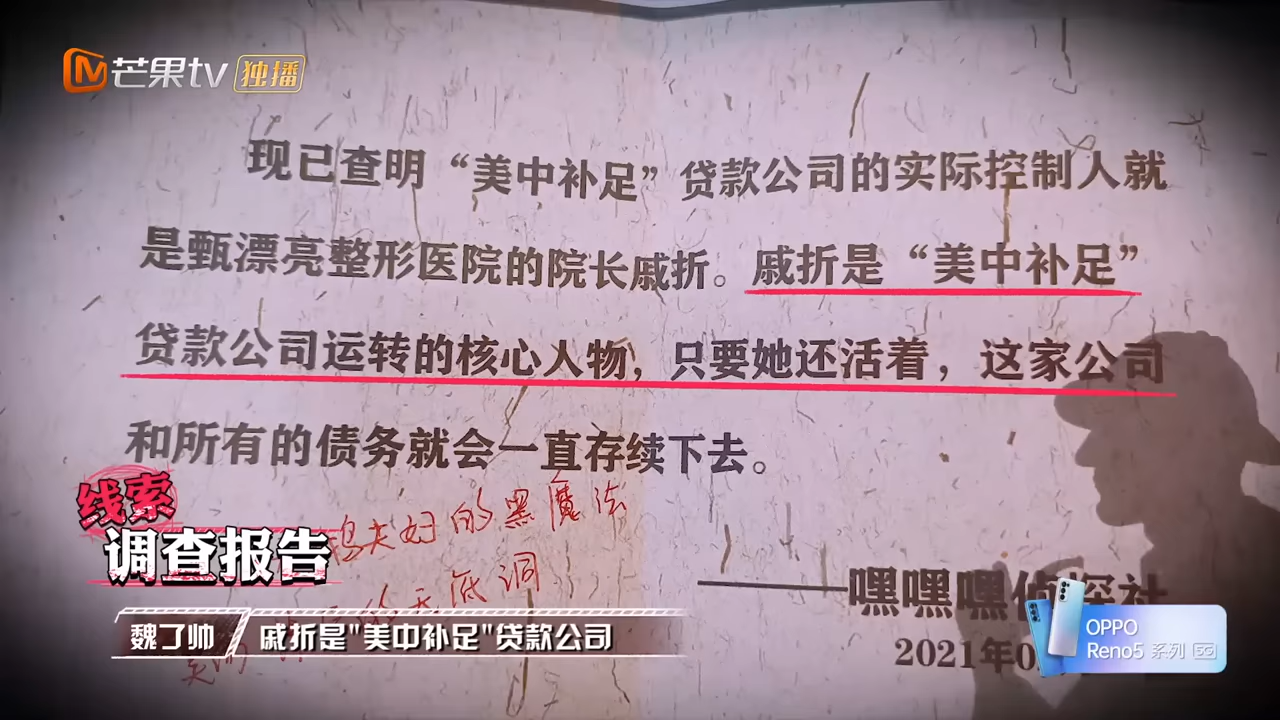 芒果tv 独播
现已查明“美中补足”贷款公司的实际控制人就
是甄漂亮整形医院的院长戚折。戚折是“美中补足”
贷款公司运转的核心人物，只要她还活着，这家公司
和所有的债务就会一直存续下去。
夫妇的黑魔法
无底洞
——嘿嘿嘿侦探社
2021年0
线索
调查报告
魏了帅
戚折是"美中补足"贷款公司
OPPO
Reno5 系列 5G